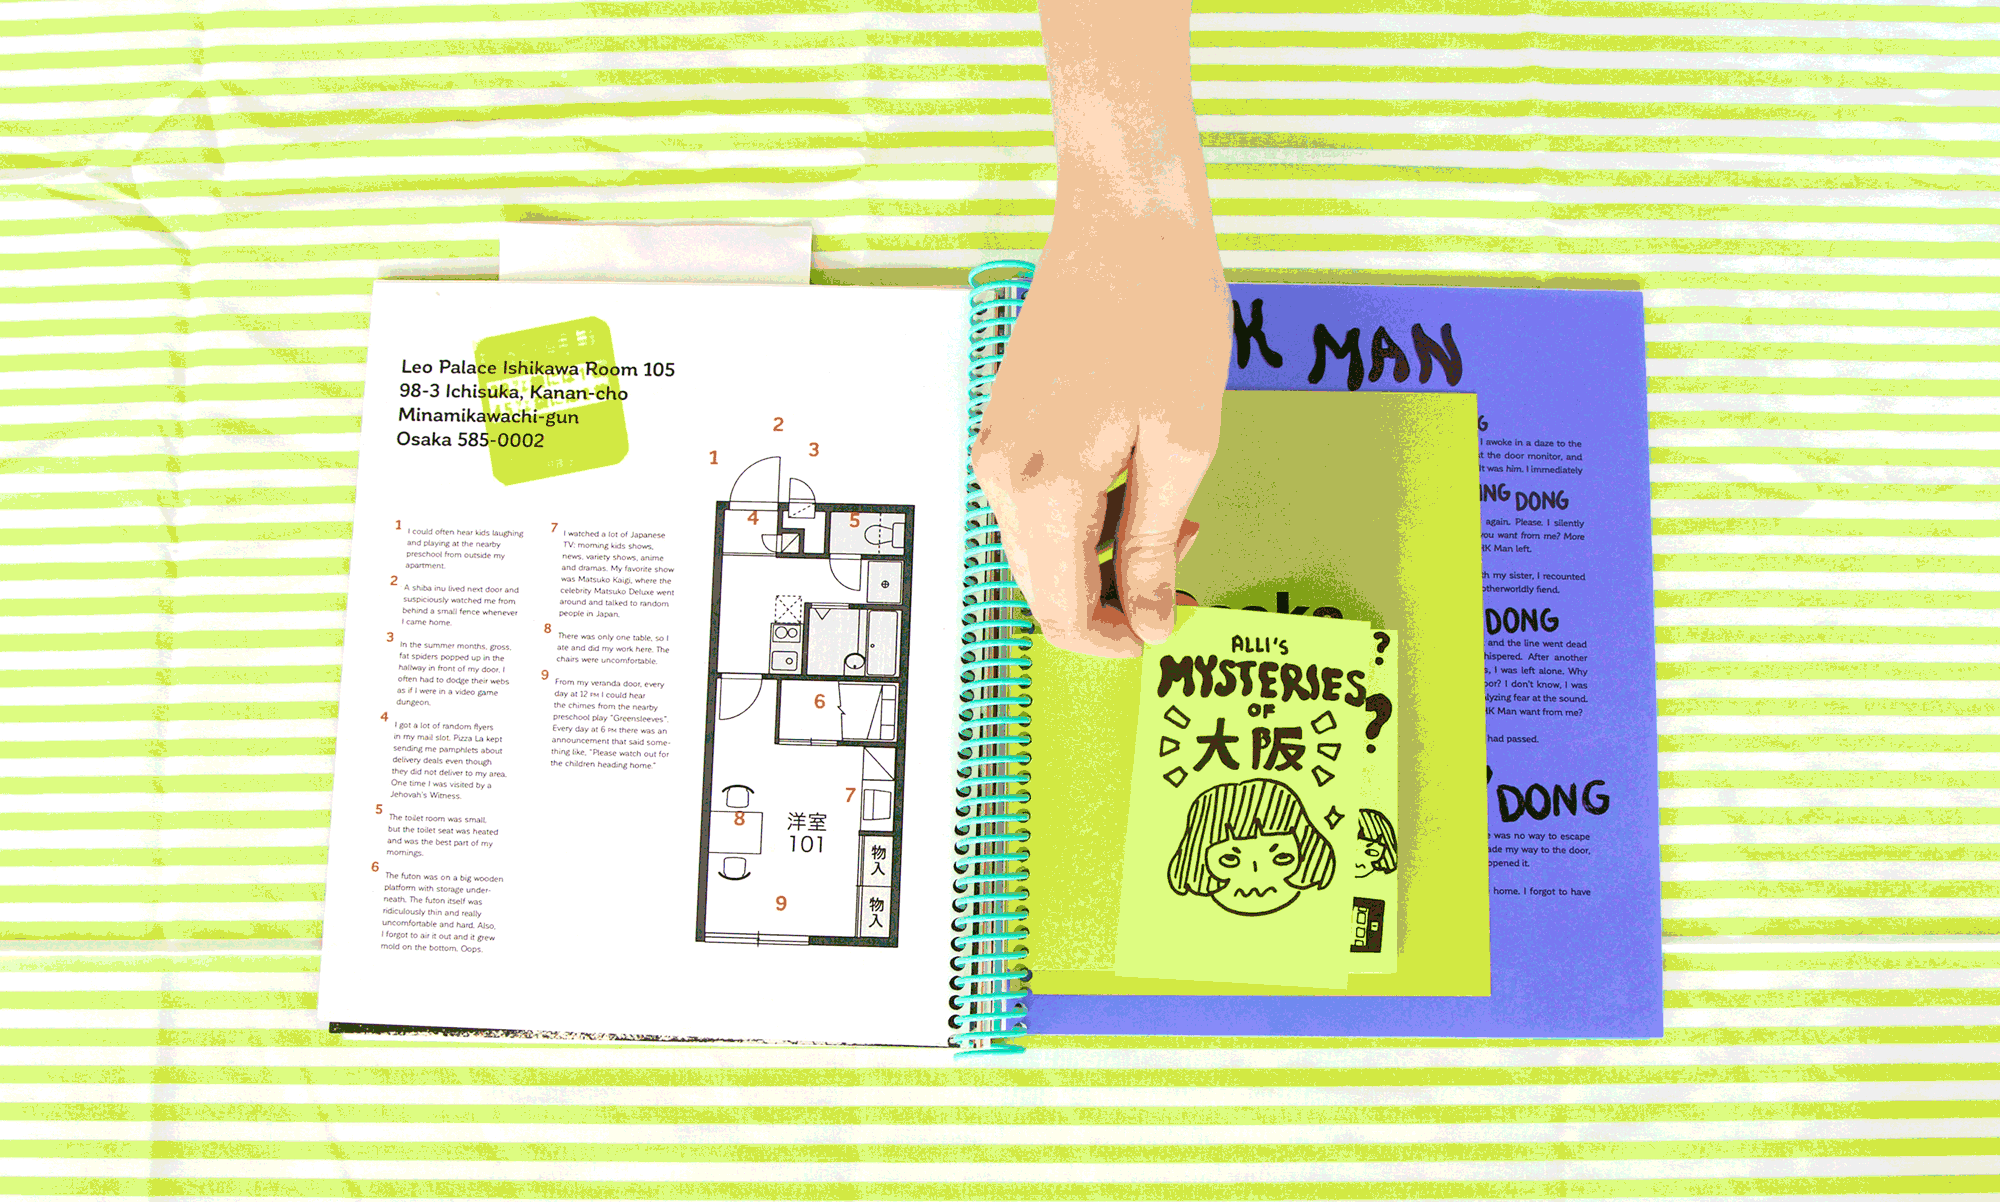 Leo Palace Ishikawa Room 105
98-3 Ichisuka, Kanan-cho
Minamikawachi-gun
Osaka 585-0002
1 I could often hear kids laughing
and playing at the nearby
preschool from outside my
apartment.
2 A shiba inu lived next door and
suspiciously watched me from
behind a small fence whenever
I came home.
3 In the summer months, gross,
fat spiders popped up in the
hallway in front of my door. I
often had to dodge their webs
as if I were in a video game
dungeon.
4 I got a lot of random flyers
in my mail slot. Pizza La kept
sending me pamphlets about
delivery deals even though
they did not deliver to my area.
One time I was visited by a
Jehovah's Witness.
5 The toilet room was small,
but the toilet seat was heated
and was the best part of my
mornings.
6 The futon was on a big wooden
platform with storage under-
neath. The futon itself was
ridiculously thin and really
uncomfortable and hard. Also,
I forgot to air it out and it grew
mold on the bottom. Oops.
7 I watched a lot of Japanese
TV: morning kids shows,
news, variety shows, anime
and dramas. My favorite show
was Matsuko Kaigi, where the
celebrity Matsuko Deluxe went
around and talked to random
people in Japan.
8 There was only one table, so I
ate and did my work here. The
chairs were uncomfortable.
9 From my veranda door, every
day at 12 PM I could hear
the chimes from the nearby
preschool play "Greensleeves".
Every day at 6 PM there was an
announcement that said some-
thing like, "Please watch out for
the children heading home."
1
2
3
4
5
6
7
8
9
洋室
101
物入
物入
K MAN
I awoke in a daze to the
the door monitor, and
It was him. I immediately
DONG
again. Please. I silently
you want from me? More
HK Man left.
my sister, I recounted
otherworldly fiend.
DONG
and the line went dead
whispered. After another
I was left alone. Why
door? I don't know, I was
fear at the sound.
HK Man want from me?
had passed.
DONG
was no way to escape
made my way to the door,
opened it.
home. I forgot to have
ALLI'S
MYSTERIES
OF
大阪
?
?